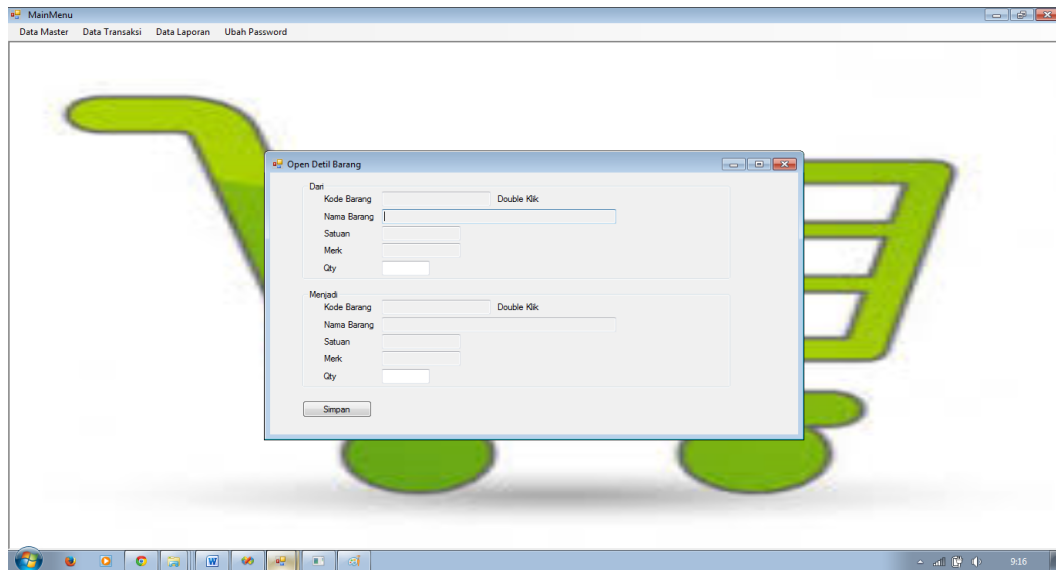 MainMenu
Data Master Data Transaksi Data Laporan Ubah Password
Open Detil Barang
Dari
Kode Barang Double Klik
Nama Barang
Satuan
Merk
Qty
Menjadi
Kode Barang Double Klik
Nama Barang
Satuan
Merk
Qty
Simpan
9:16